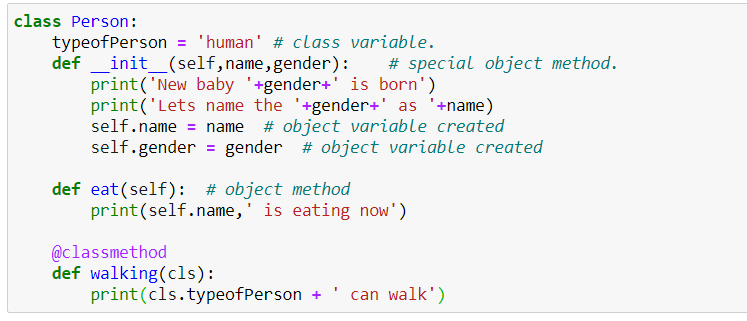 class Person:
    typeofPerson = 'human' # class variable.
    def __init__(self,name,gender):    # special object method.
        print('New baby '+gender+' is born')
        print('Lets name the '+gender+' as '+name)
        self.name = name  # object variable created
        self.gender = gender  # object variable created

    def eat(self):  # object method
        print(self.name,' is eating now')

    @classmethod
    def walking(cls):
        print(cls.typeofPerson + ' can walk')